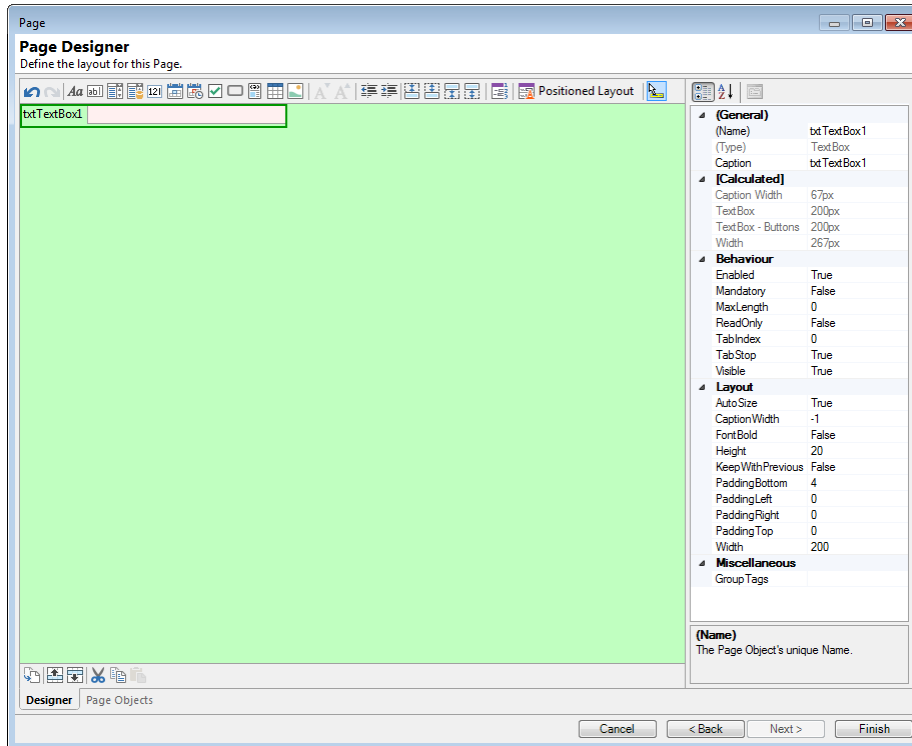 Page
Page Designer
Define the layout for this Page.
Aa ab 121 A A Positioned Layout A Z
txtTextBox1
(General)
(Name) txtTextBox1
(Type) TextBox
Caption txtTextBox1
[Calculated]
Caption Width 67px
TextBox 200px
TextBox - Buttons 200px
Width 267px
Behaviour
Enabled True
Mandatory False
MaxLength 0
ReadOnly False
TabIndex 0
TabStop True
Visible True
Layout
AutoSize True
CaptionWidth -1
FontBold False
Height 20
KeepWithPrevious False
PaddingBottom 4
PaddingLeft 0
PaddingRight 0
PaddingTop 0
Width 200
Miscellaneous
GroupTags
(Name)
The Page Object's unique Name.
Designer Page Objects
Cancel < Back Next > Finish